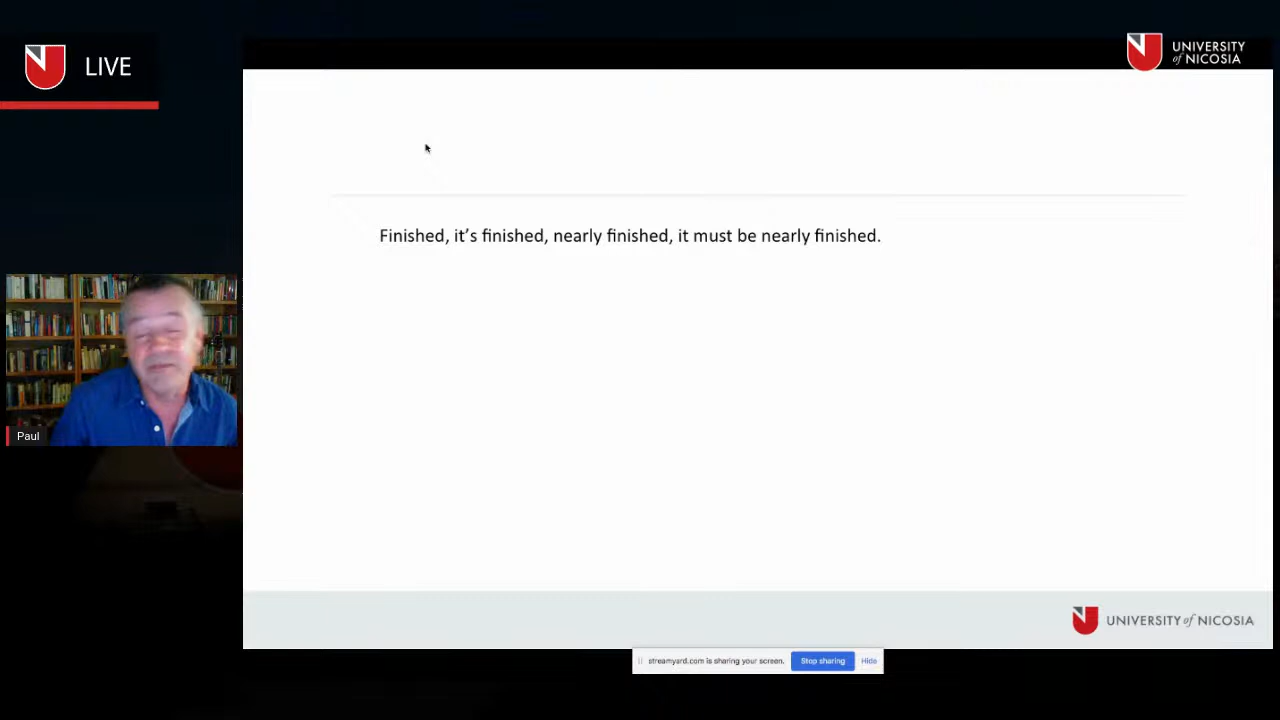 LIVE
UNIVERSITY
of NICOSIA
Finished, it's finished, nearly finished, it must be nearly finished.
Paul
UNIVERSITY of NICOSIA
streamyard.com is sharing your screen. Stop sharing Hide